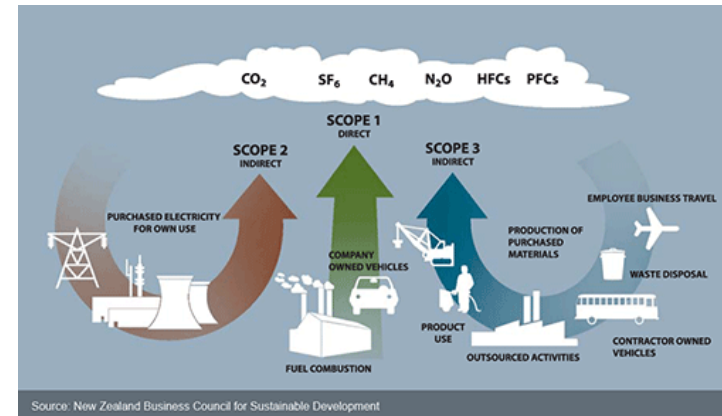 CO₂ SF₆ CH₄ N₂O HFCs PFCs
SCOPE 1
DIRECT
SCOPE 2
INDIRECT
SCOPE 3
INDIRECT
EMPLOYEE BUSINESS TRAVEL
PURCHASED ELECTRICITY
FOR OWN USE
PRODUCTION OF
PURCHASED
MATERIALS
COMPANY
OWNED VEHICLES
WASTE DISPOSAL
PRODUCT
USE
CONTRACTOR OWNED
VEHICLES
OUTSOURCED ACTIVITIES
FUEL COMBUSTION
Source: New Zealand Business Council for Sustainable Development